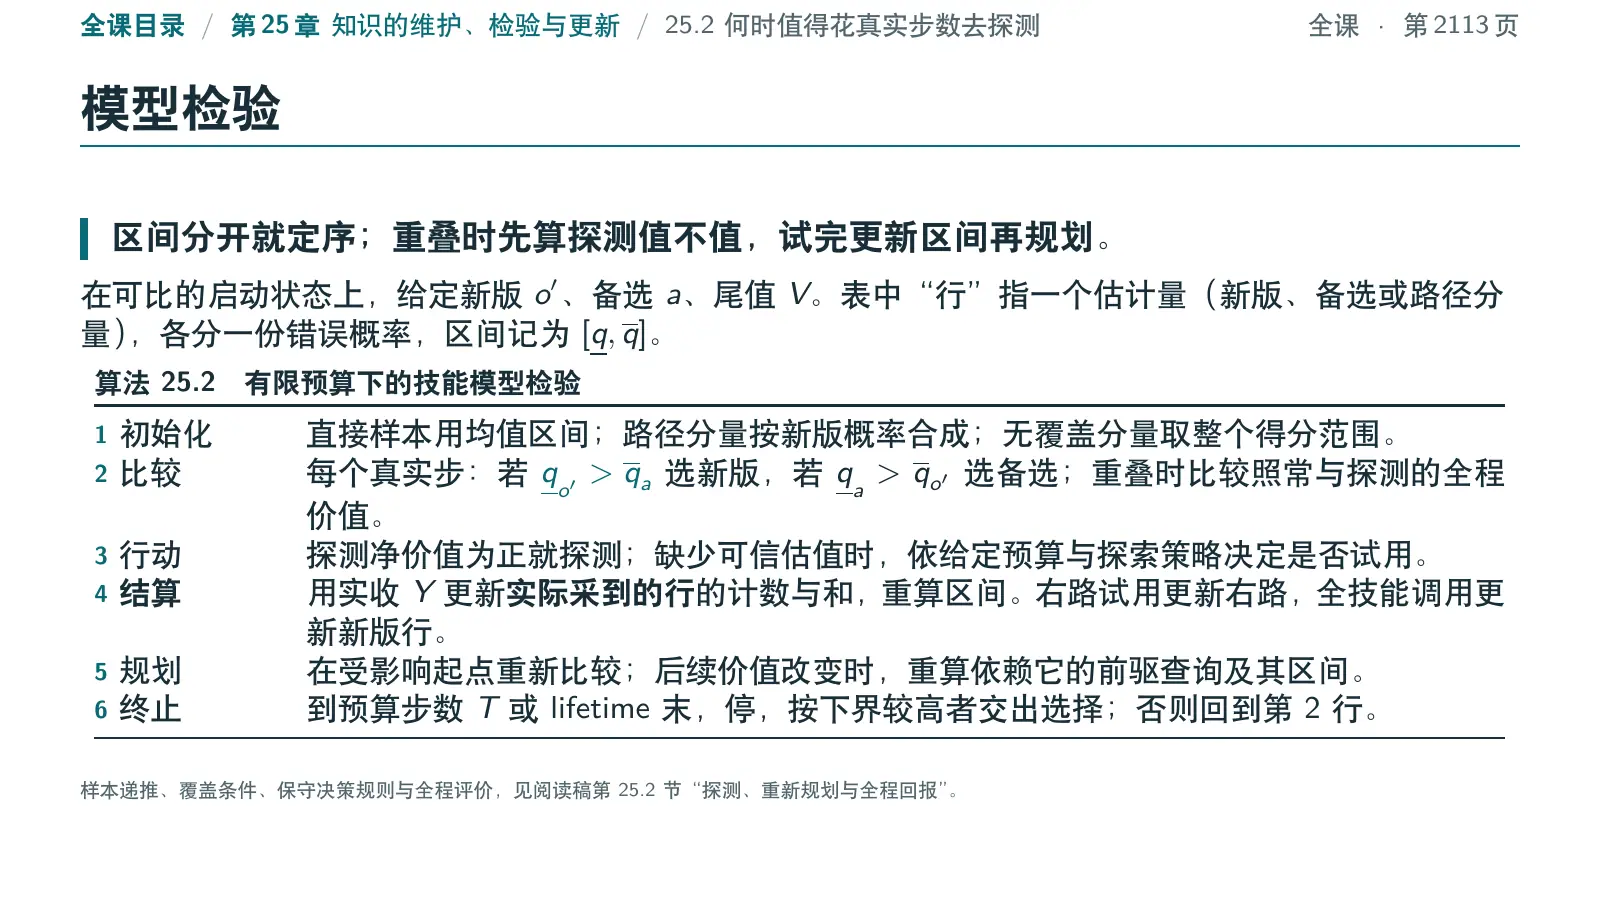 全课目录 / 第 25 章 知识的维护、检验与更新 / 25.2 何时值得花真实步数去探测 全课 · 第 2113 页
模型检验
区间分开就定序；重叠时先算探测值不值，试完更新区间再规划。
在可比的启动状态上，给定新版 o′、备选 a、尾值 V。表中“行”指一个估计量（新版、备选或路径分
量），各分一份错误概率，区间记为 [q̲, q̅]。
算法 25.2 有限预算下的技能模型检验
1 初始化 直接样本用均值区间；路径分量按新版概率合成；无覆盖分量取整个得分范围。
2 比较 每个真实步：若 q̲_o′ > q̅_a 选新版，若 q̲_a > q̅_o′ 选备选；重叠时比较照常与探测的全程
价值。
3 行动 探测净价值为正就探测；缺少可信估值时，依给定预算与探索策略决定是否试用。
4 结算 用实收 Y 更新实际采到的行的计数与和，重算区间。右路试用更新右路，全技能调用更
新新版行。
5 规划 在受影响起点重新比较；后续价值改变时，重算依赖它的前驱查询及其区间。
6 终止 到预算步数 T 或 lifetime 末，停，按下界较高者交出选择；否则回到第 2 行。
样本递推、覆盖条件、保守决策规则与全程评价，见阅读稿第 25.2 节“探测、重新规划与全程回报”。